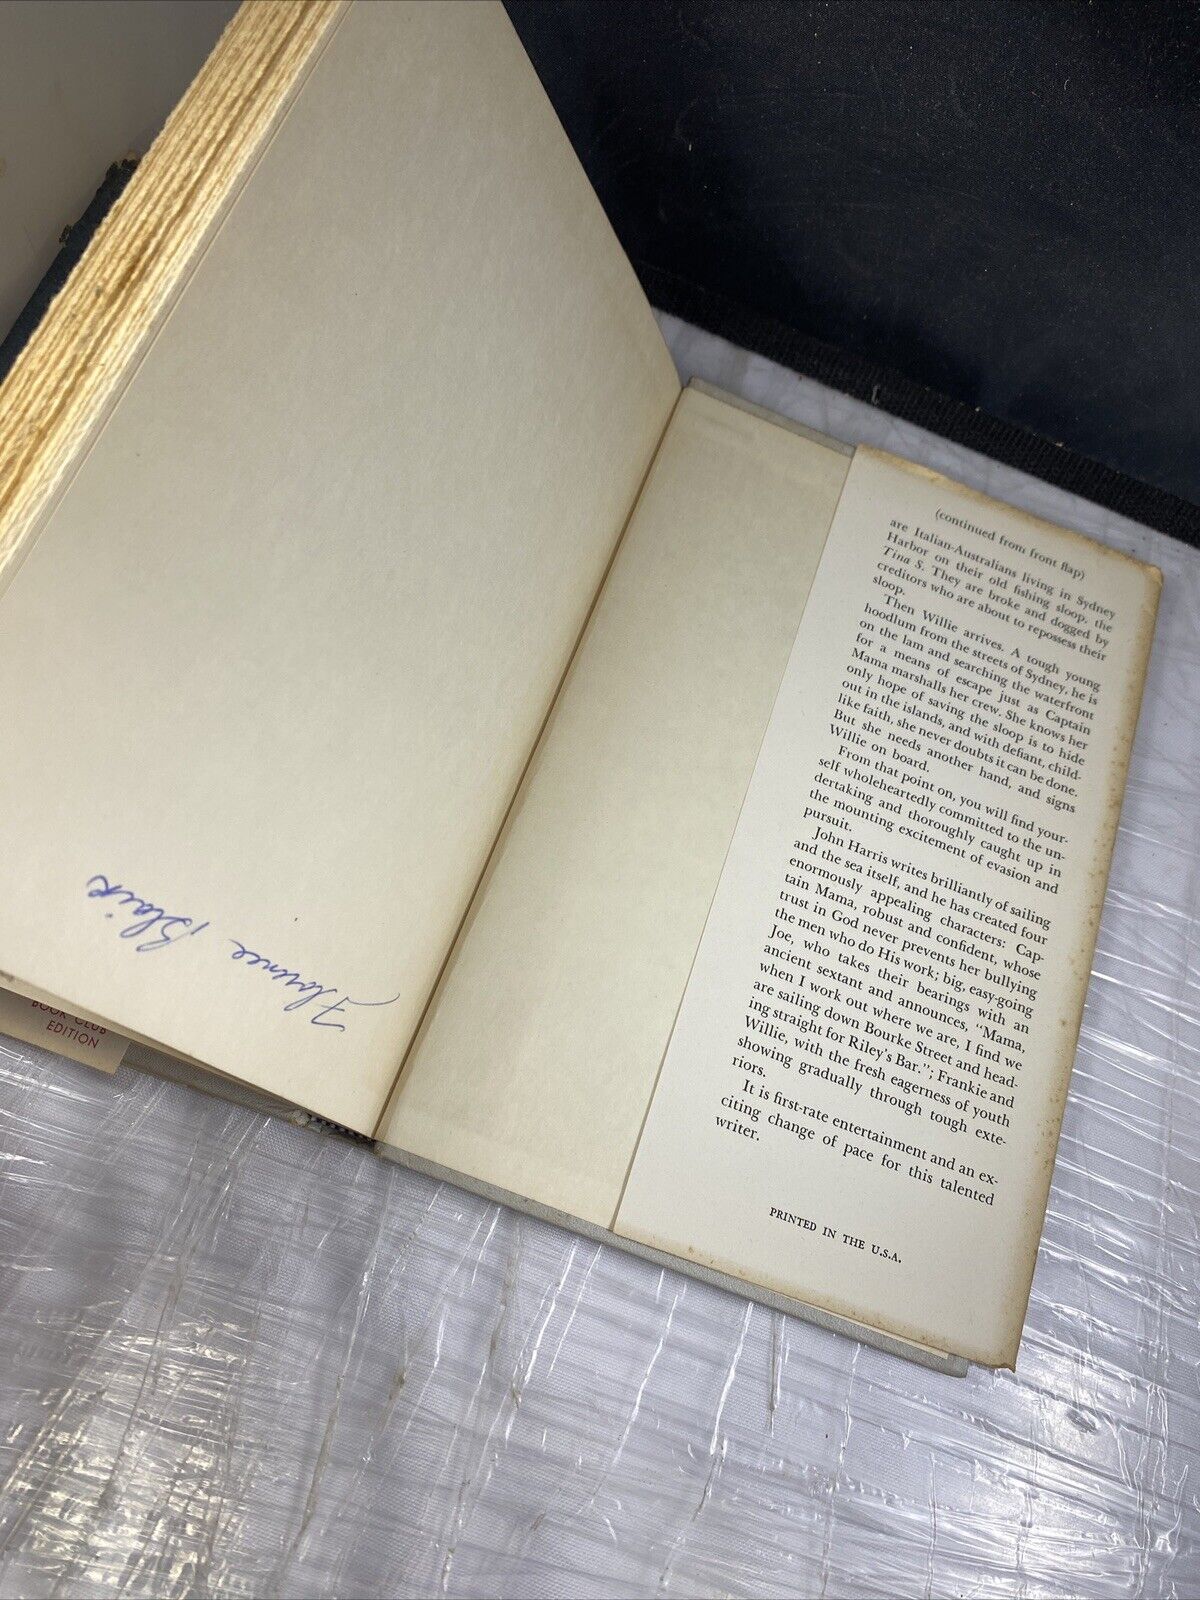 Florence Blair
BOOK CLUB
EDITION
(continued from front flap)
are Italian-Australians living in Sydney
Harbor on their old fishing sloop, the
Tina S. They are broke and dogged by
creditors who are about to repossess their
sloop.
Then Willie arrives. A tough young
hoodlum from the streets of Sydney, he is
on the lam and searching the waterfront
for a means of escape just as Captain
Mama marshalls her crew. She knows her
only hope of saving the sloop is to hide
out in the islands, and with defiant, child-
like faith, she never doubts it can be done.
But she needs another hand, and signs
Willie on board.
From that point on, you will find your-
self wholeheartedly committed to the un-
dertaking and thoroughly caught up in
the mounting excitement of evasion and
pursuit.
John Harris writes brilliantly of sailing
and the sea itself, and he has created four
enormously appealing characters: Cap-
tain Mama, robust and confident, whose
trust in God never prevents her bullying
the men who do His work; big, easy-going
Joe, who takes their bearings with an
ancient sextant and announces, "Mama,
when I work out where we are, I find we
are sailing down Bourke Street and head-
ing straight for Riley's Bar."; Frankie and
Willie, with the fresh eagerness of youth
showing gradually through tough exte-
riors.
It is first-rate entertainment and an ex-
citing change of pace for this talented
writer.
PRINTED IN THE U.S.A.